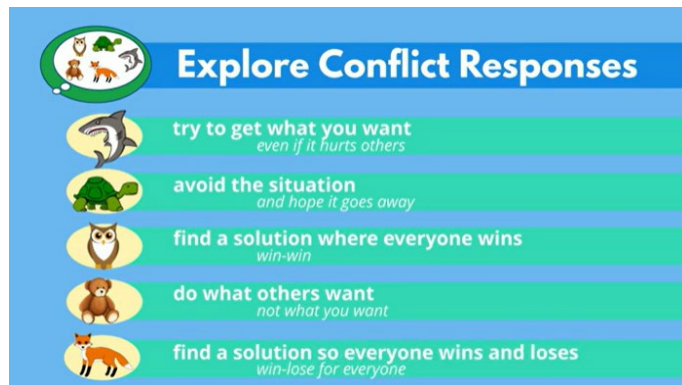 Explore Conflict Responses
try to get what you want
even if it hurts others
avoid the situation
and hope it goes away
find a solution where everyone wins
win-win
do what others want
not what you want
find a solution so everyone wins and loses
win-lose for everyone